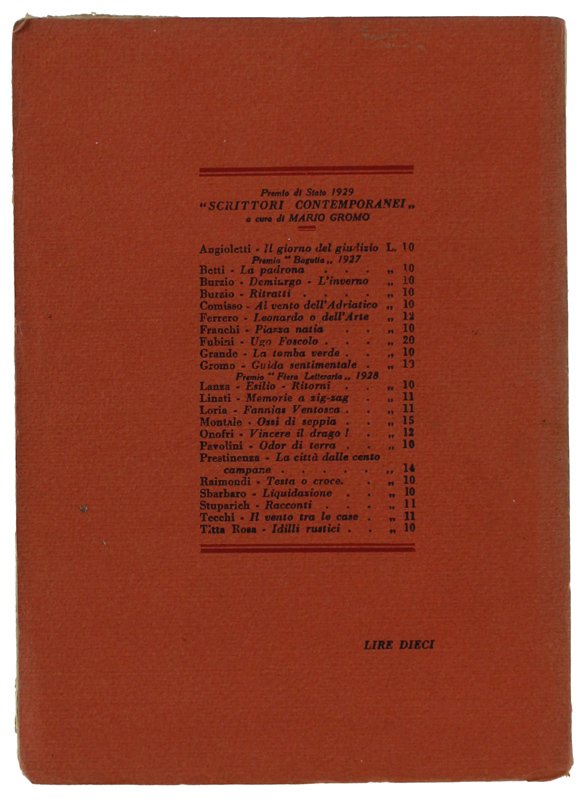 Premio di Stato 1929
“SCRITTORI CONTEMPORANEI„
a cura di MARIO GROMO
Angioletti - Il giorno del giudizio L. 10
Premio “ Bagutta „ 1927
Betti - La padrona . . . „ 10
Burzio - Demiurgo - L'inverno „ 10
Burzio - Ritratti . . . . „ 10
Comisso - Al vento dell'Adriatico „ 10
Ferrero - Leonardo o dell'Arte „ 12
Franchi - Piazza natia . . „ 10
Fubini - Ugo Foscolo . . . „ 20
Grande - La tomba verde . . „ 10
Gromo - Guida sentimentale . „ 13
Premio “ Fiera Letteraria „ 1928
Lanza - Esilio - Ritorni . . „ 10
Linati - Memorie a zig-zag . „ 11
Loria - Fannias Ventosca . . „ 11
Montale - Ossi di seppia . . „ 15
Onofri - Vincere il drago ! . „ 12
Pavolini - Odor di terra . . „ 10
Prestinenza - La città dalle cento
campane . . . . . „ 14
Raimondi - Testa o croce. . „ 10
Sbarbaro - Liquidazione . . „ 10
Stuparich - Racconti . . . „ 11
Tecchi - Il vento tra le case . „ 11
Titta Rosa - Idilli rustici . . „ 10
LIRE DIECI